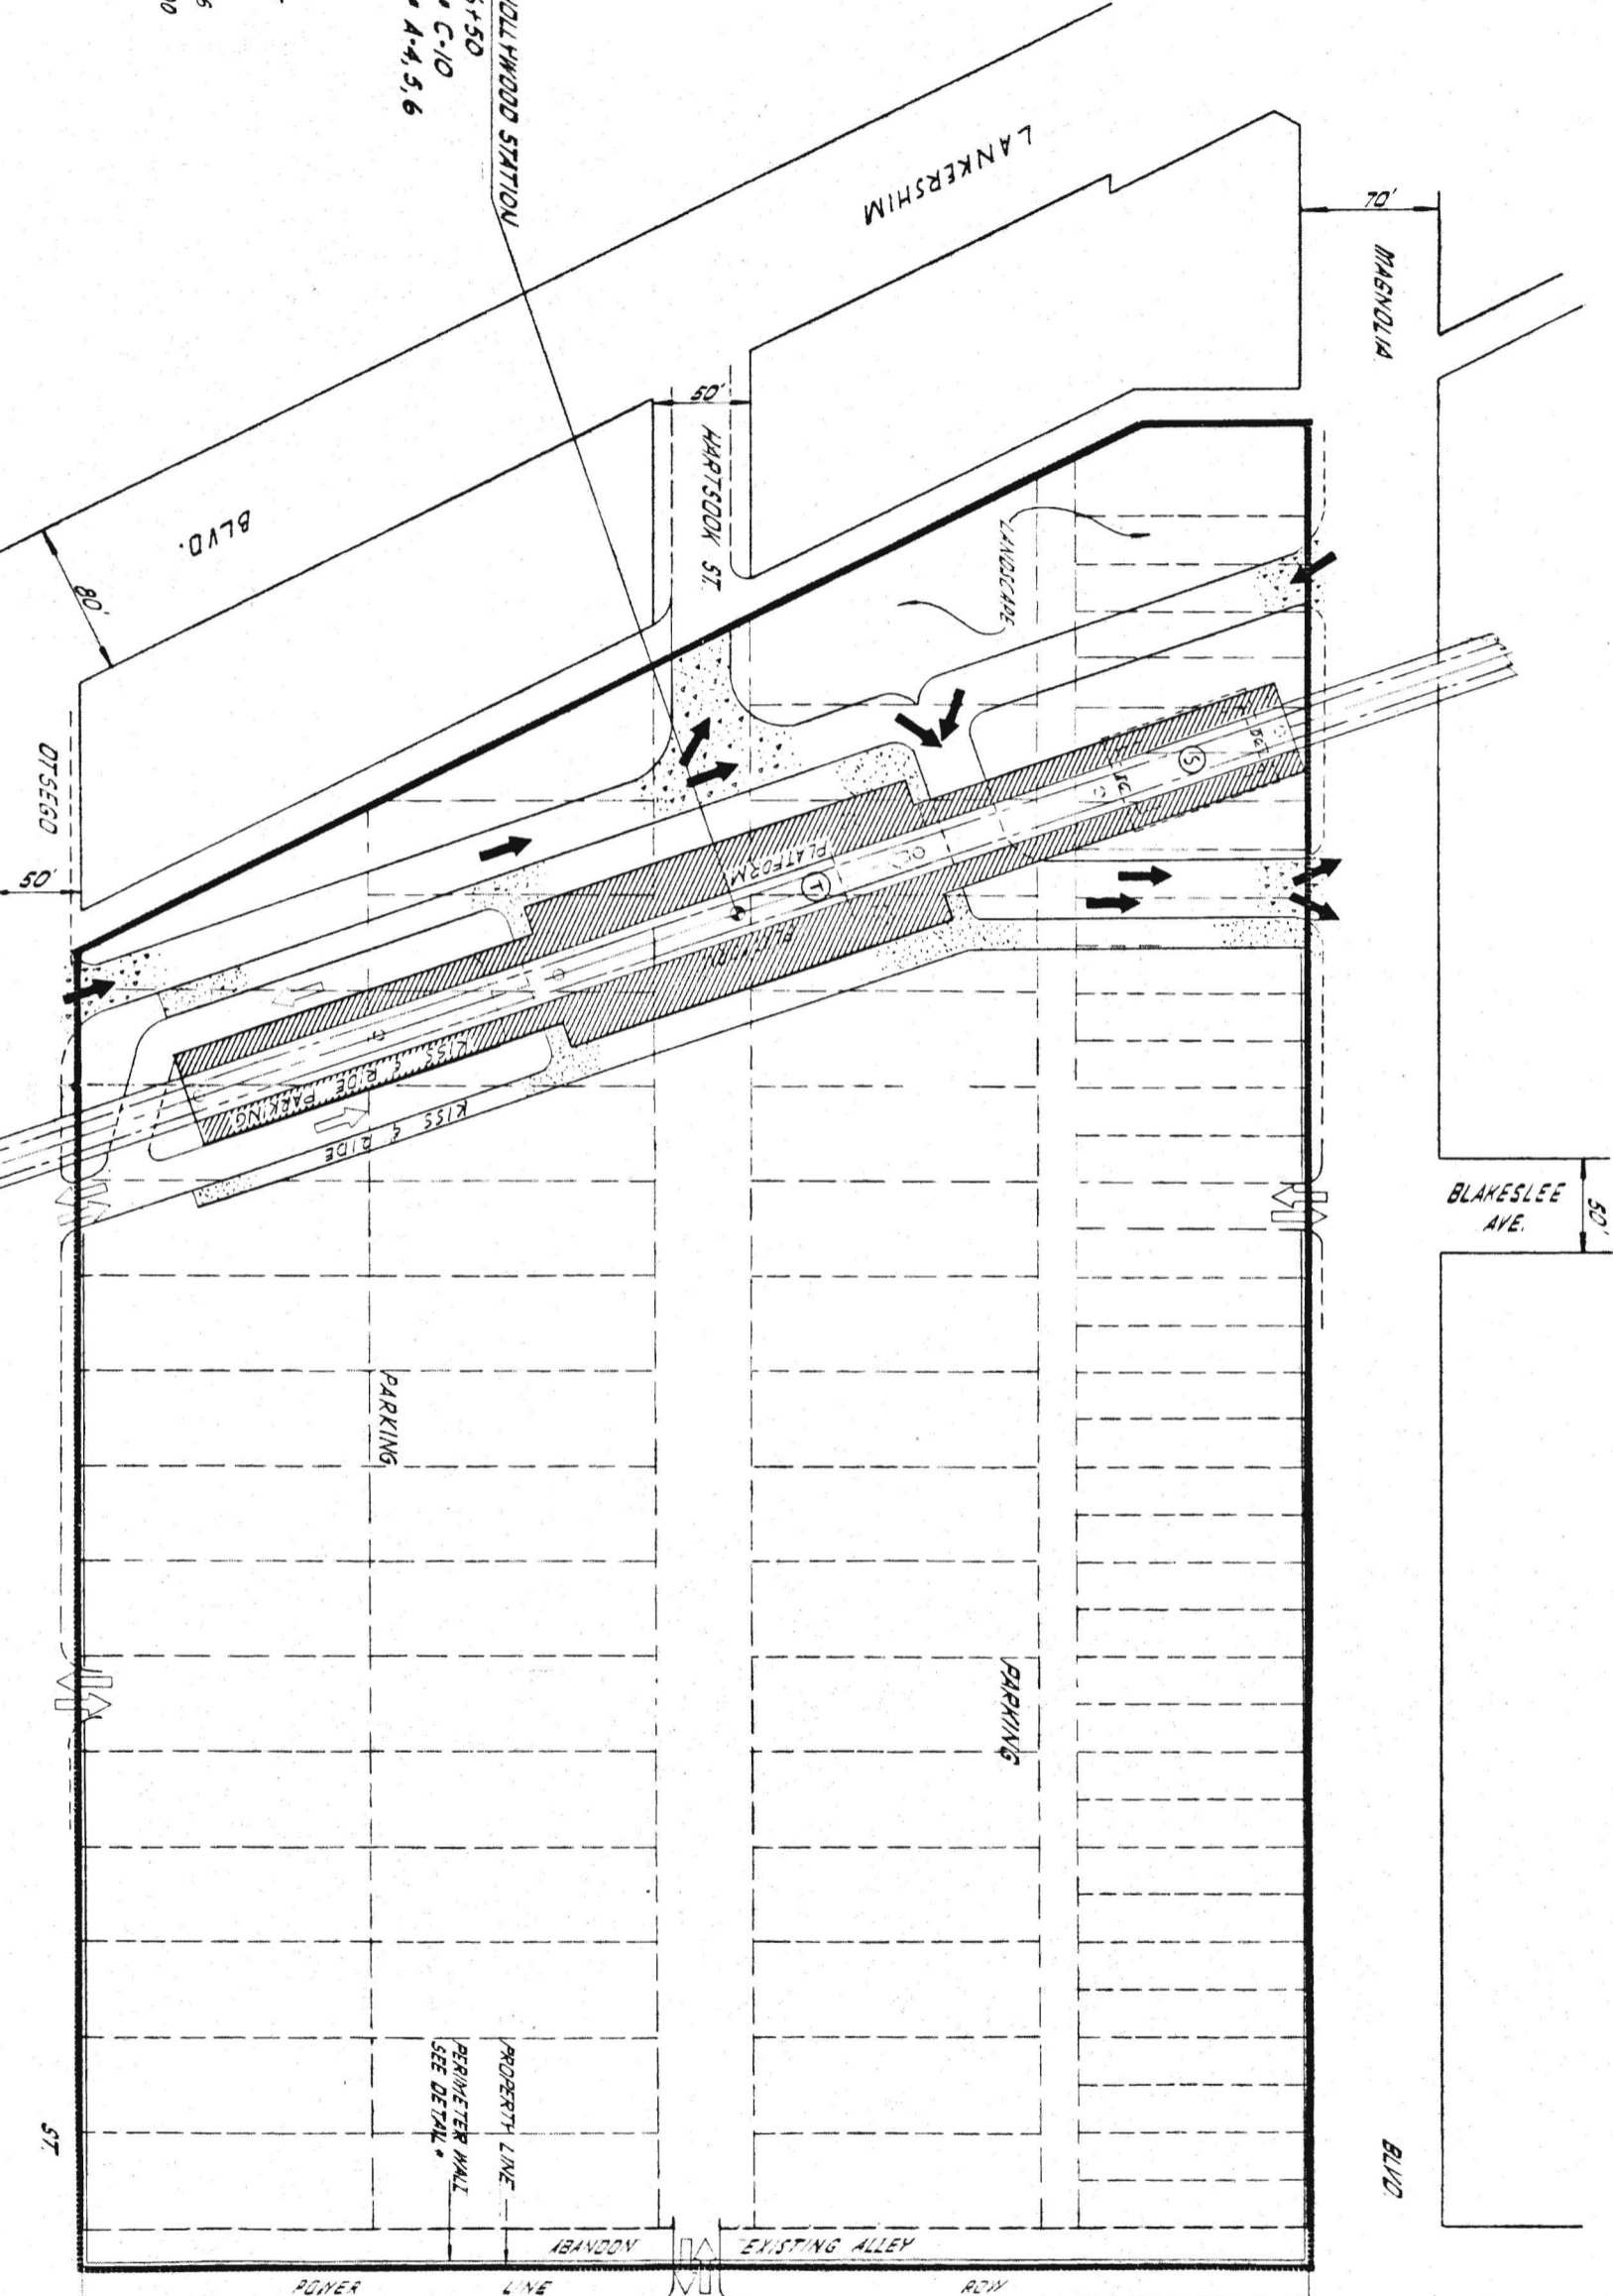 HOLLYWOOD STATION
5+50
C-10
A-4,5,6
LANKERSHIM
BLVD.
80'
70'
MAGNOLIA
BLVD.
50'
HARTSOOK ST.
LANDSCAPE
OTSEGO
ST.
50'
PLATFORM
PLATFORM
T
S
KISS & RIDE PARKING
KISS & RIDE
BLAKESLEE
AVE.
50'
PARKING
PARKING
PROPERTY LINE
PERIMETER WALL
SEE DETAIL
ABANDON EXISTING ALLEY
POWER LINE ROW